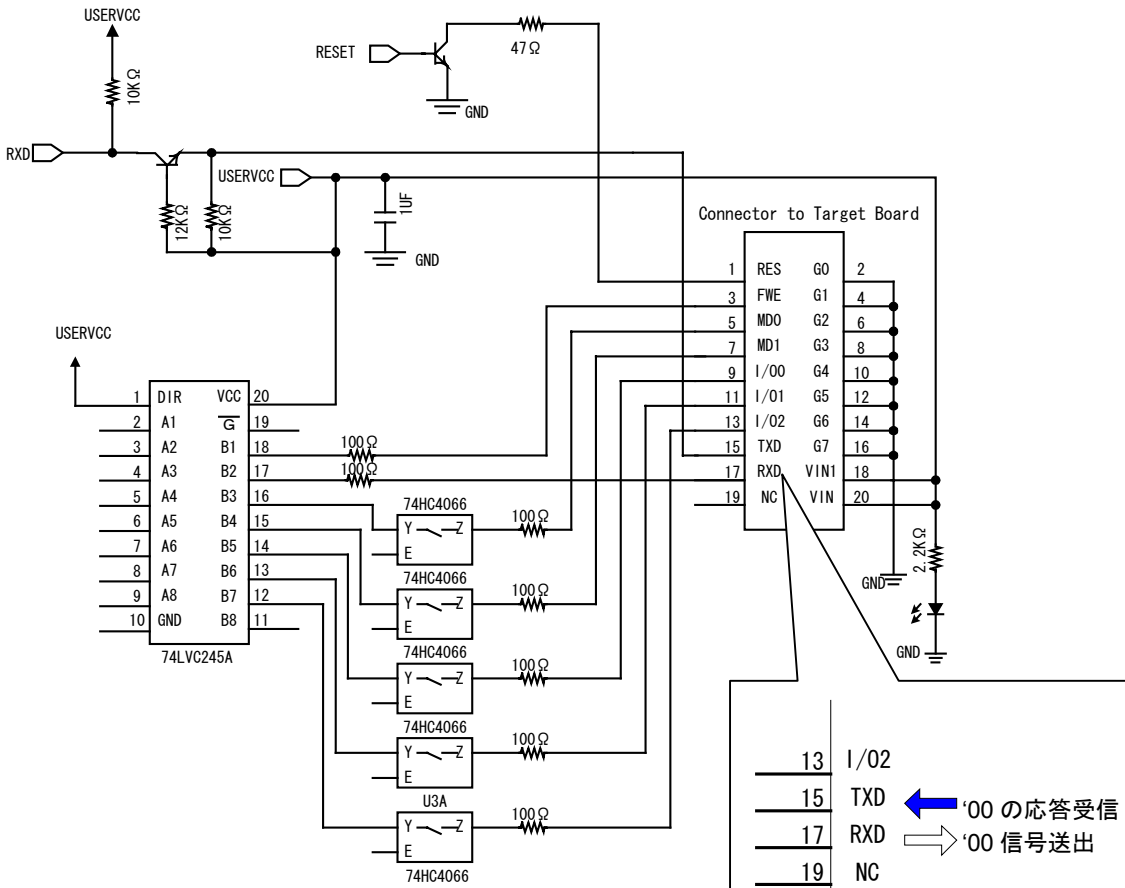 USERVCC
10KΩ
RXD
12KΩ
10KΩ
RESET
47Ω
GND
USERVCC
1UF
GND
Connector to Target Board
1 RES G0 2
3 FWE G1 4
5 MD0 G2 6
7 MD1 G3 8
9 I/O0 G4 10
11 I/O1 G5 12
13 I/O2 G6 14
15 TXD G7 16
17 RXD VIN1 18
19 NC VIN 20
2.2KΩ
GND
GND
USERVCC
1 DIR VCC 20
2 A1 G 19
3 A2 B1 18
4 A3 B2 17
5 A4 B3 16
6 A5 B4 15
7 A6 B5 14
8 A7 B6 13
9 A8 B7 12
10 GND B8 11
74LVC245A
100Ω
100Ω
74HC4066
Y Z
E
100Ω
74HC4066
Y Z
E
100Ω
74HC4066
Y Z
E
100Ω
74HC4066
Y Z
E
100Ω
U3A
Y Z
E
100Ω
74HC4066
13 I/O2
15 TXD ‘00 の応答受信
17 RXD ‘00 信号送出
19 NC